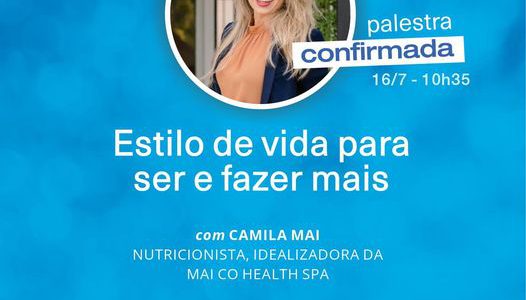 palestra
confirmada
16/7 - 10h35
Estilo de vida para
ser e fazer mais
com CAMILA MAI
NUTRICIONISTA, IDEALIZADORA DA
MAI CO HEALTH SPA